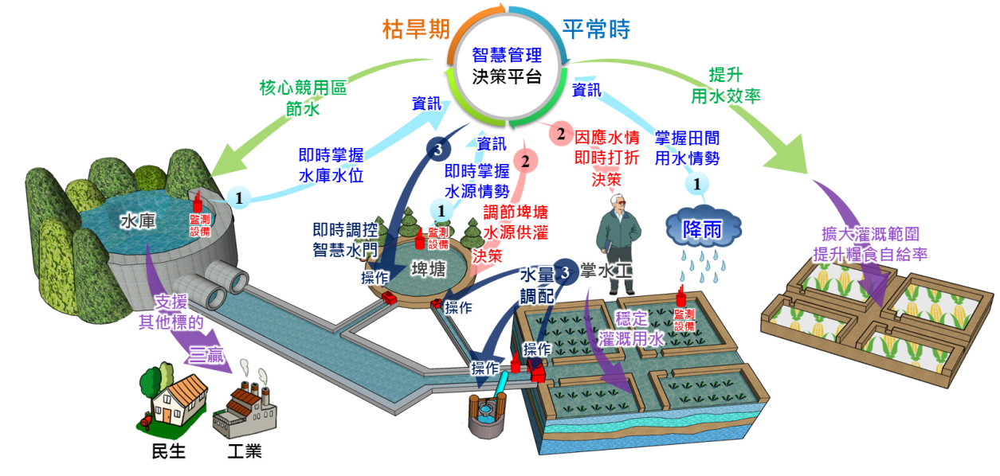 枯旱期
平常時
智慧管理
決策平台
核心競用區
節水
提升
用水效率
資訊
資訊
資訊
即時掌握
水庫水位
1
3
即時掌握
水源情勢
1
2
調節埤塘
水源供灌
決策
2
因應水情
即時打折
決策
掌握田間
用水情勢
1
降雨
水庫
監測
設備
監測
設備
埤塘
即時調控
智慧水門
操作
操作
水量
調配
3
掌水工
操作
操作
監測
設備
穩定
灌溉用水
擴大灌溉範圍
提升糧食自給率
支援
其他標的
三贏
民生
工業